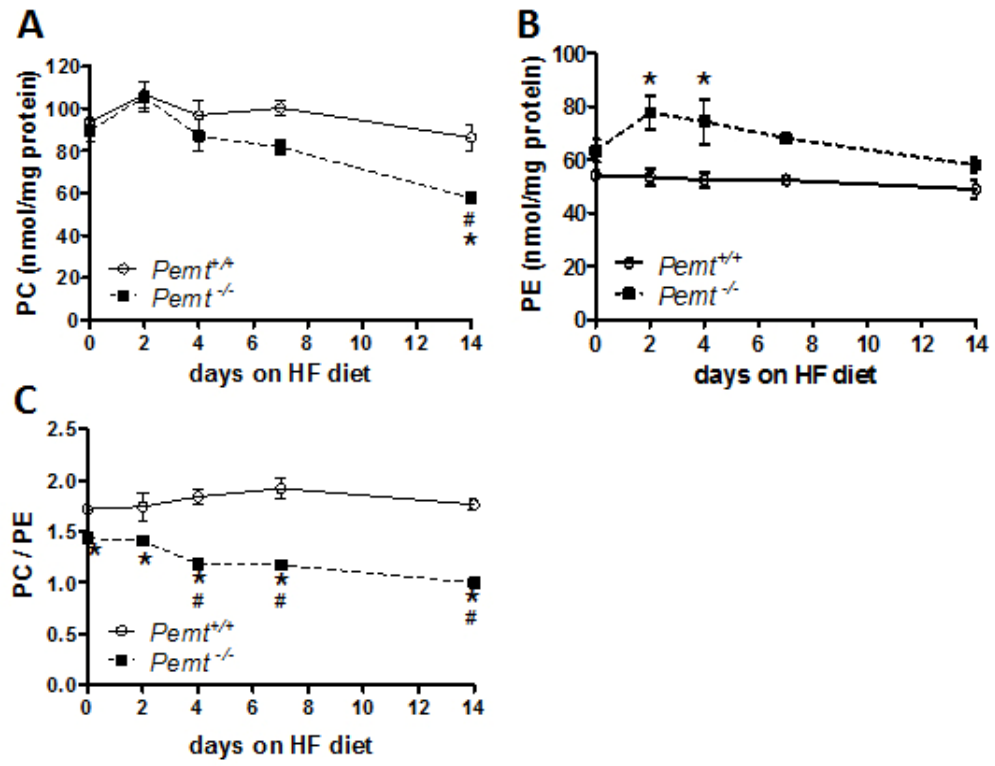 A
PC (nmol/mg protein)
120
100
80
60
40
20
0
#
*
Pemt+/+
Pemt -/-
0 2 4 6 8 10 12 14
days on HF diet
B
PE (nmol/mg protein)
100
80
60
40
20
0
* *
Pemt+/+
Pemt -/-
0 2 4 6 8 10 12 14
days on HF diet
C
PC / PE
2.5
2.0
1.5
1.0
0.5
0.0
* * * * *
# # #
Pemt+/+
Pemt -/-
0 2 4 6 8 10 12 14
days on HF diet